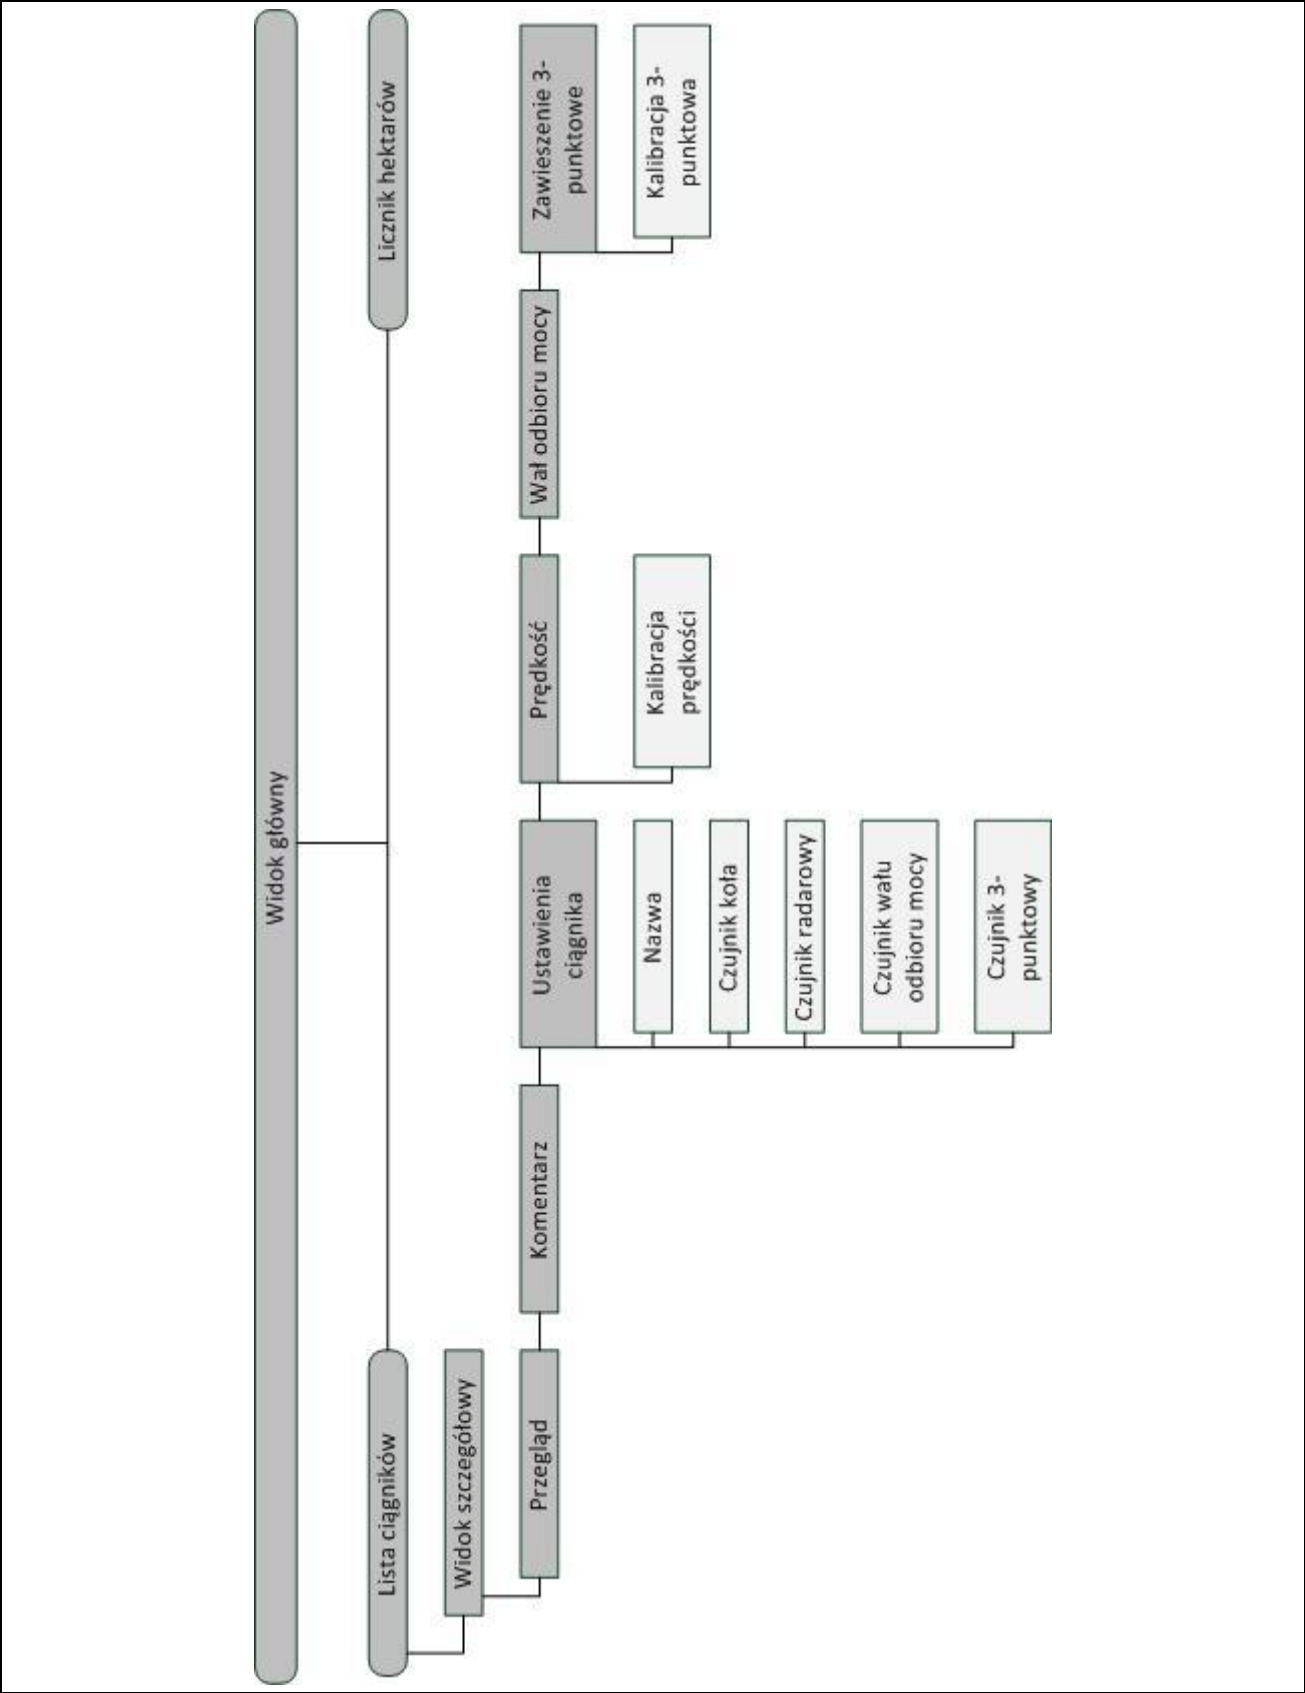 Widok główny
Lista ciągników
Licznik hektarów
Widok szczegółowy
Przegląd
Komentarz
Ustawienia
ciągnika
Prędkość
Wał odbioru mocy
Zawieszenie 3-
punktowe
Nazwa
Czujnik koła
Czujnik radarowy
Czujnik wału
odbioru mocy
Czujnik 3-
punktowy
Kalibracja
prędkości
Kalibracja 3-
punktowa